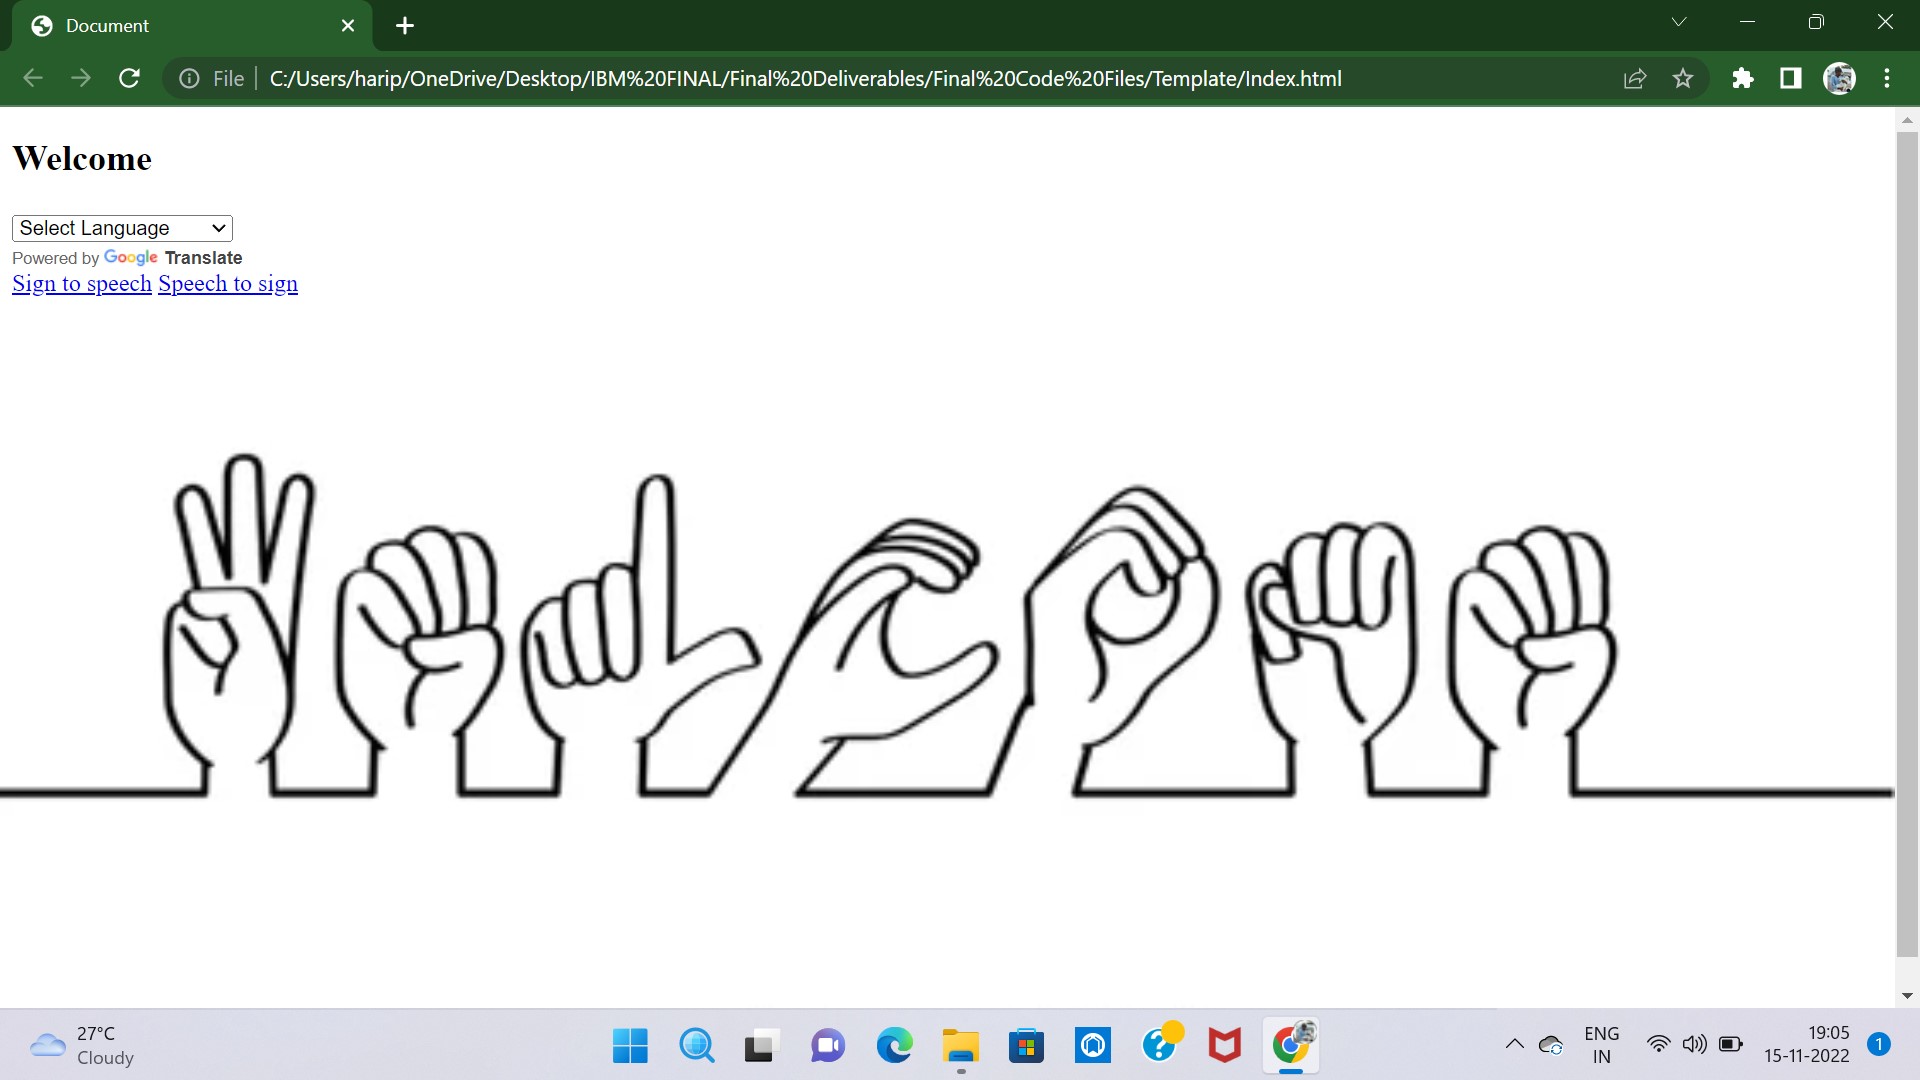 Document
File
C:/Users/harip/OneDrive/Desktop/IBM%20FINAL/Final%20Deliverables/Final%20Code%20Files/Template/Index.html
Welcome
Select Language
Powered by Google Translate
Sign to speech Speech to sign
27°C
Cloudy
ENG
IN
19:05
15-11-2022
1